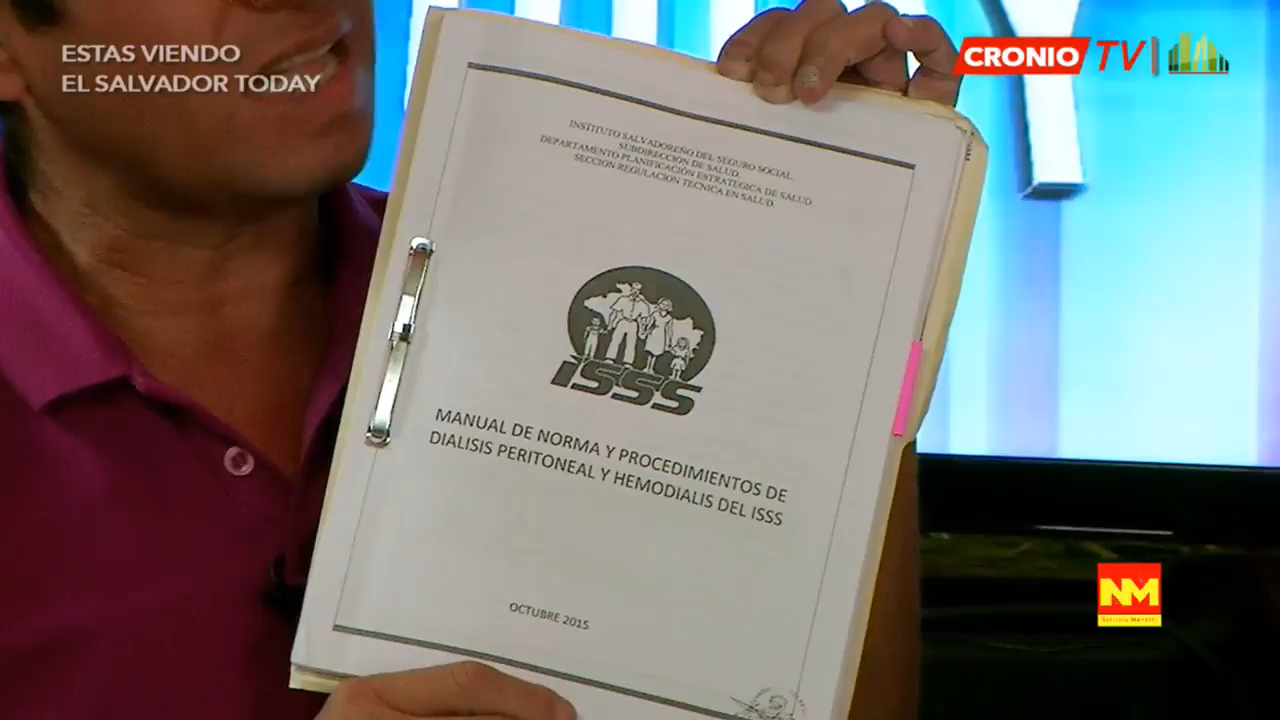 ESTAS VIENDO
EL SALVADOR TODAY
CRONIO TV
INSTITUTO SALVADOREÑO DEL SEGURO SOCIAL.
SUBDIRECCION DE SALUD.
DEPARTAMENTO PLANIFICACIÓN ESTRATEGICA DE SALUD.
SECCION REGULACION TECNICA EN SALUD.
isss
MANUAL DE NORMA Y PROCEDIMIENTOS DE
DIALISIS PERITONEAL Y HEMODIALIS DEL ISSS
OCTUBRE 2015
NM